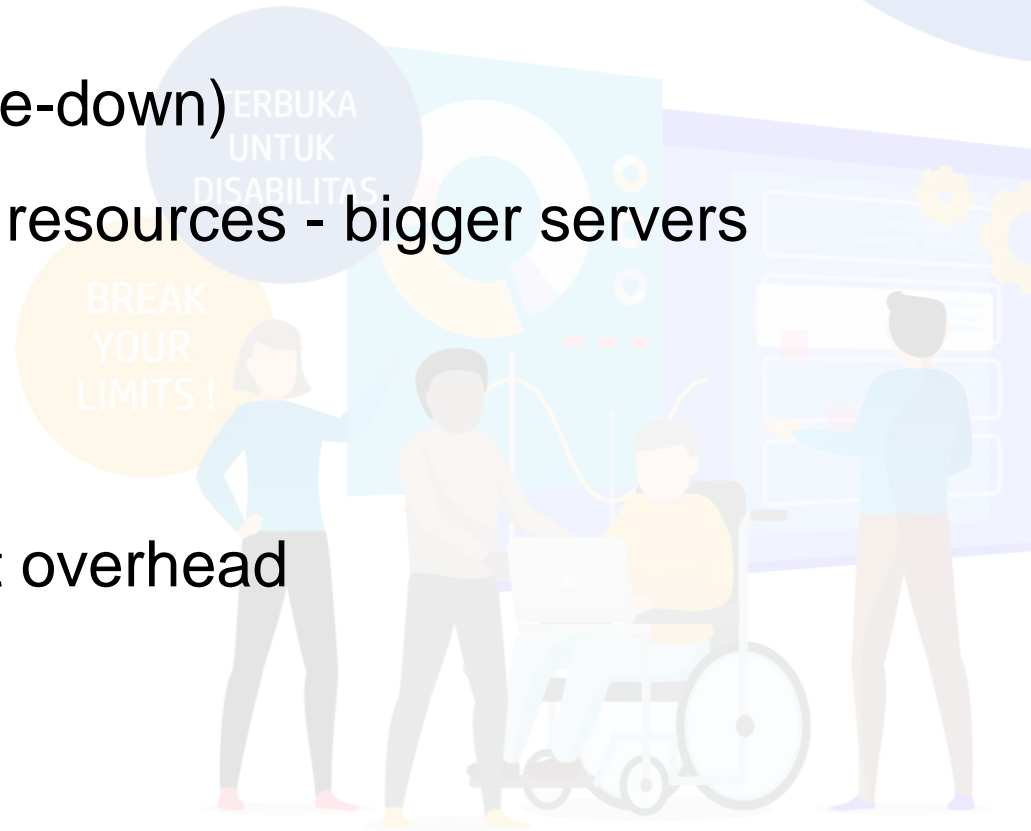 e-down)
TERBUKA
UNTUK
DISABILITAS
resources - bigger servers
BREAK
YOUR
LIMITS !
t overhead